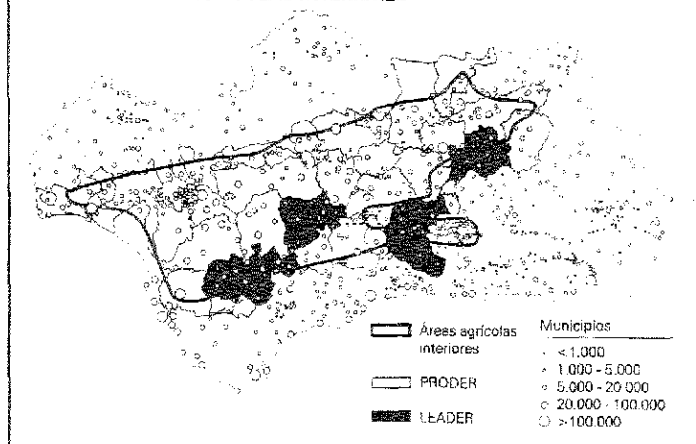 Áreas agrícolas
interiores
PRODER
LEADER
Municipios
< 1.000
1.000 - 5.000
5.000 - 20.000
20.000 - 100.000
>100.000